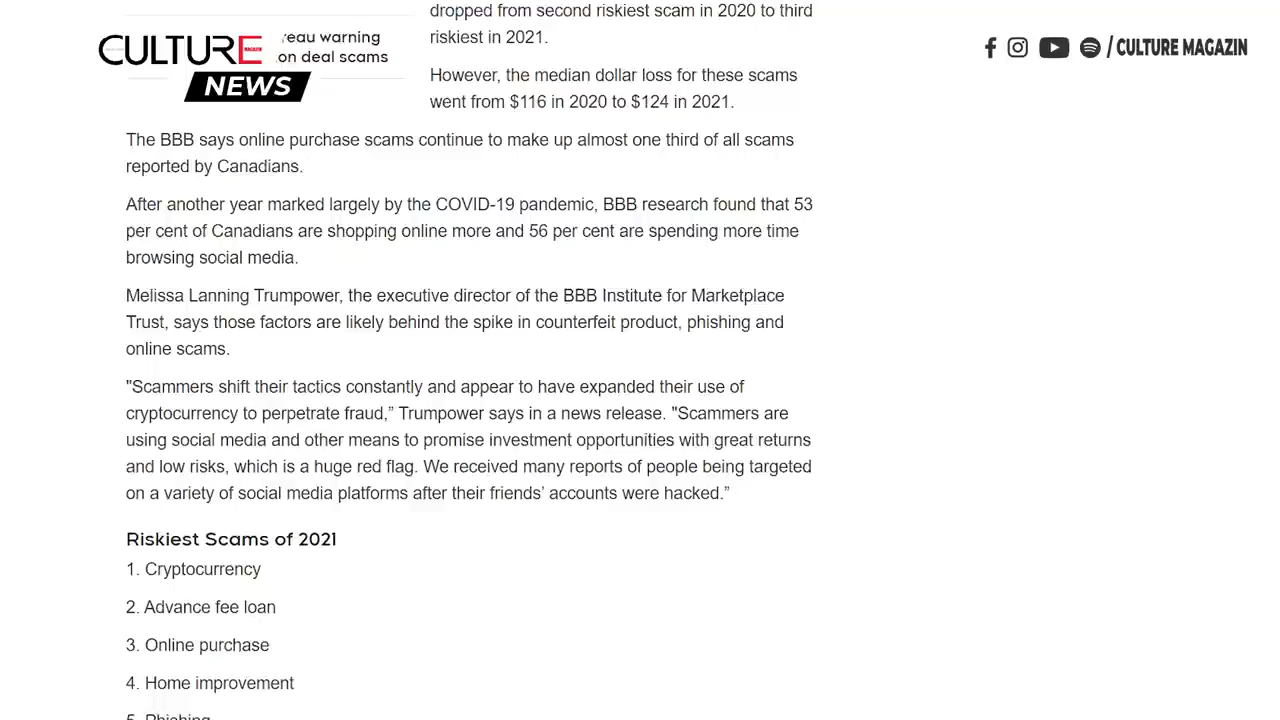 dropped from second riskiest scam in 2020 to third
riskiest in 2021.
However, the median dollar loss for these scams
went from $116 in 2020 to $124 in 2021.
CULTURE
MAGAZIN
NEWS
reau warning
on deal scams
/ CULTURE MAGAZIN
The BBB says online purchase scams continue to make up almost one third of all scams
reported by Canadians.
After another year marked largely by the COVID-19 pandemic, BBB research found that 53
per cent of Canadians are shopping online more and 56 per cent are spending more time
browsing social media.
Melissa Lanning Trumpower, the executive director of the BBB Institute for Marketplace
Trust, says those factors are likely behind the spike in counterfeit product, phishing and
online scams.
"Scammers shift their tactics constantly and appear to have expanded their use of
cryptocurrency to perpetrate fraud,” Trumpower says in a news release. "Scammers are
using social media and other means to promise investment opportunities with great returns
and low risks, which is a huge red flag. We received many reports of people being targeted
on a variety of social media platforms after their friends’ accounts were hacked.”
Riskiest Scams of 2021
1. Cryptocurrency
2. Advance fee loan
3. Online purchase
4. Home improvement
5. Phishing